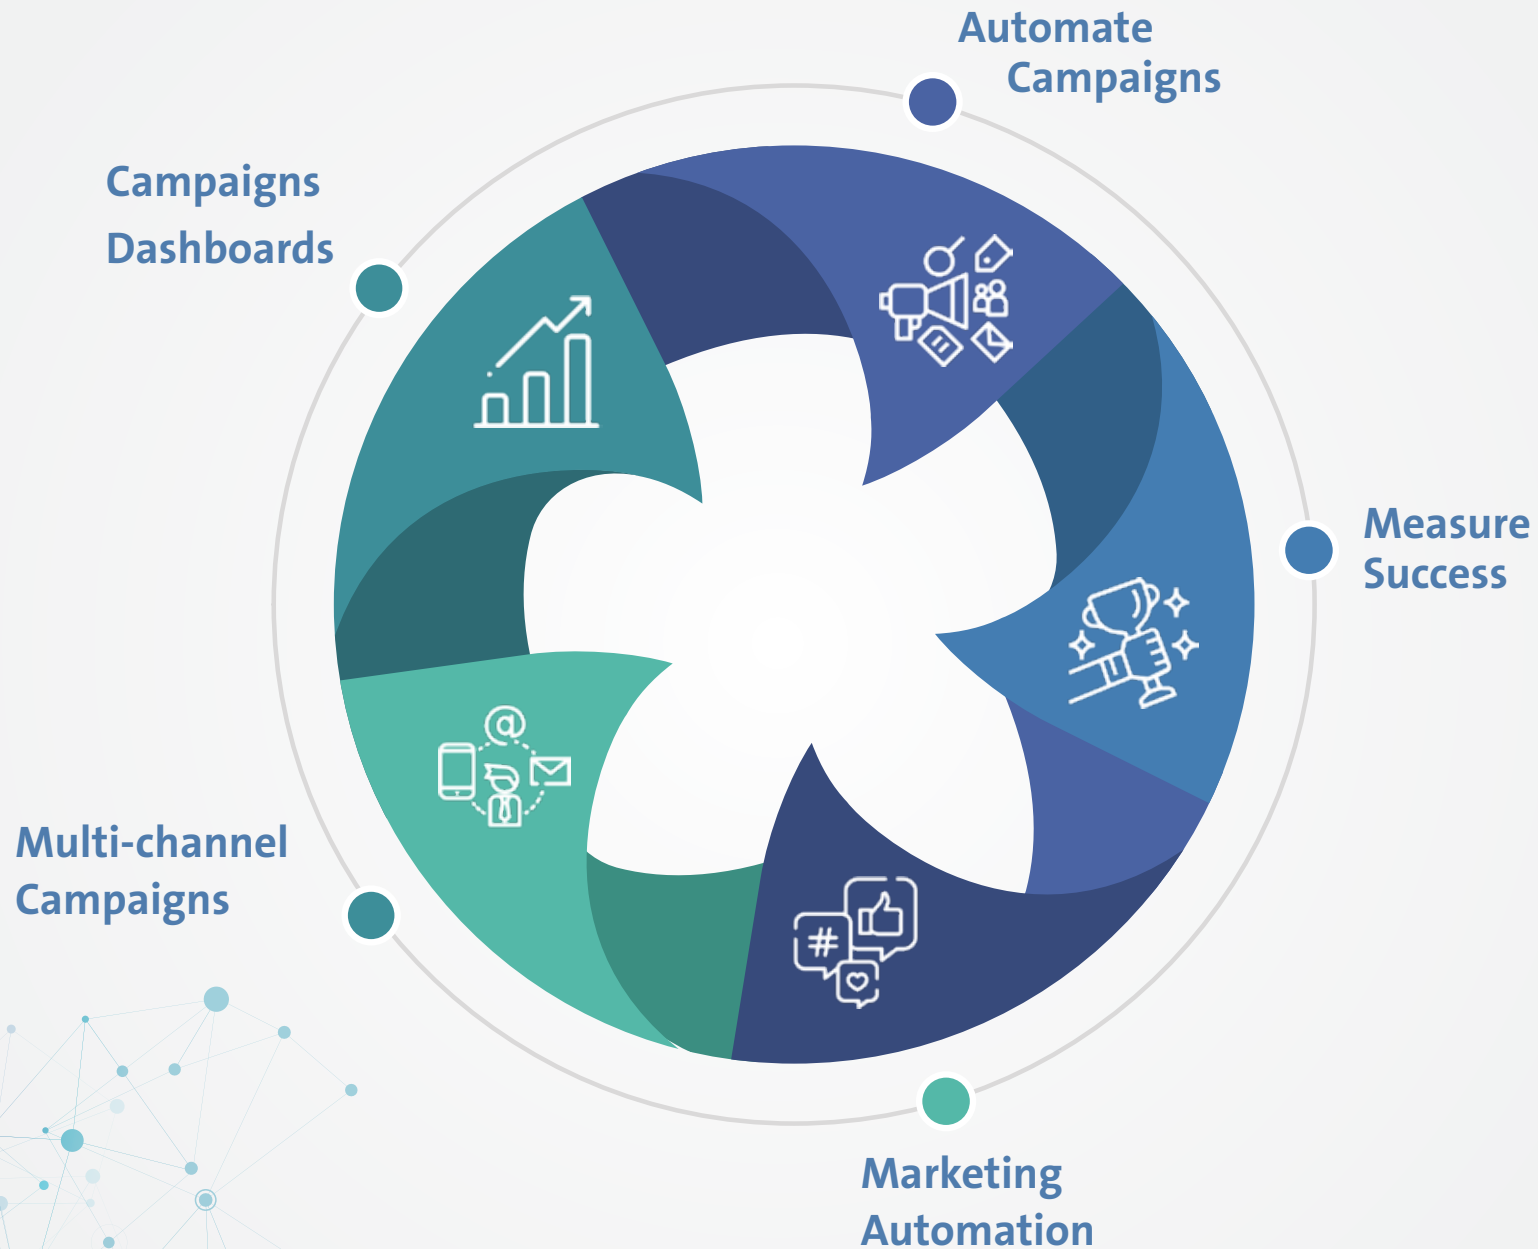 Automate
Campaigns
Campaigns
Dashboards
Measure
Success
Multi-channel
Campaigns
Marketing
Automation
@
#